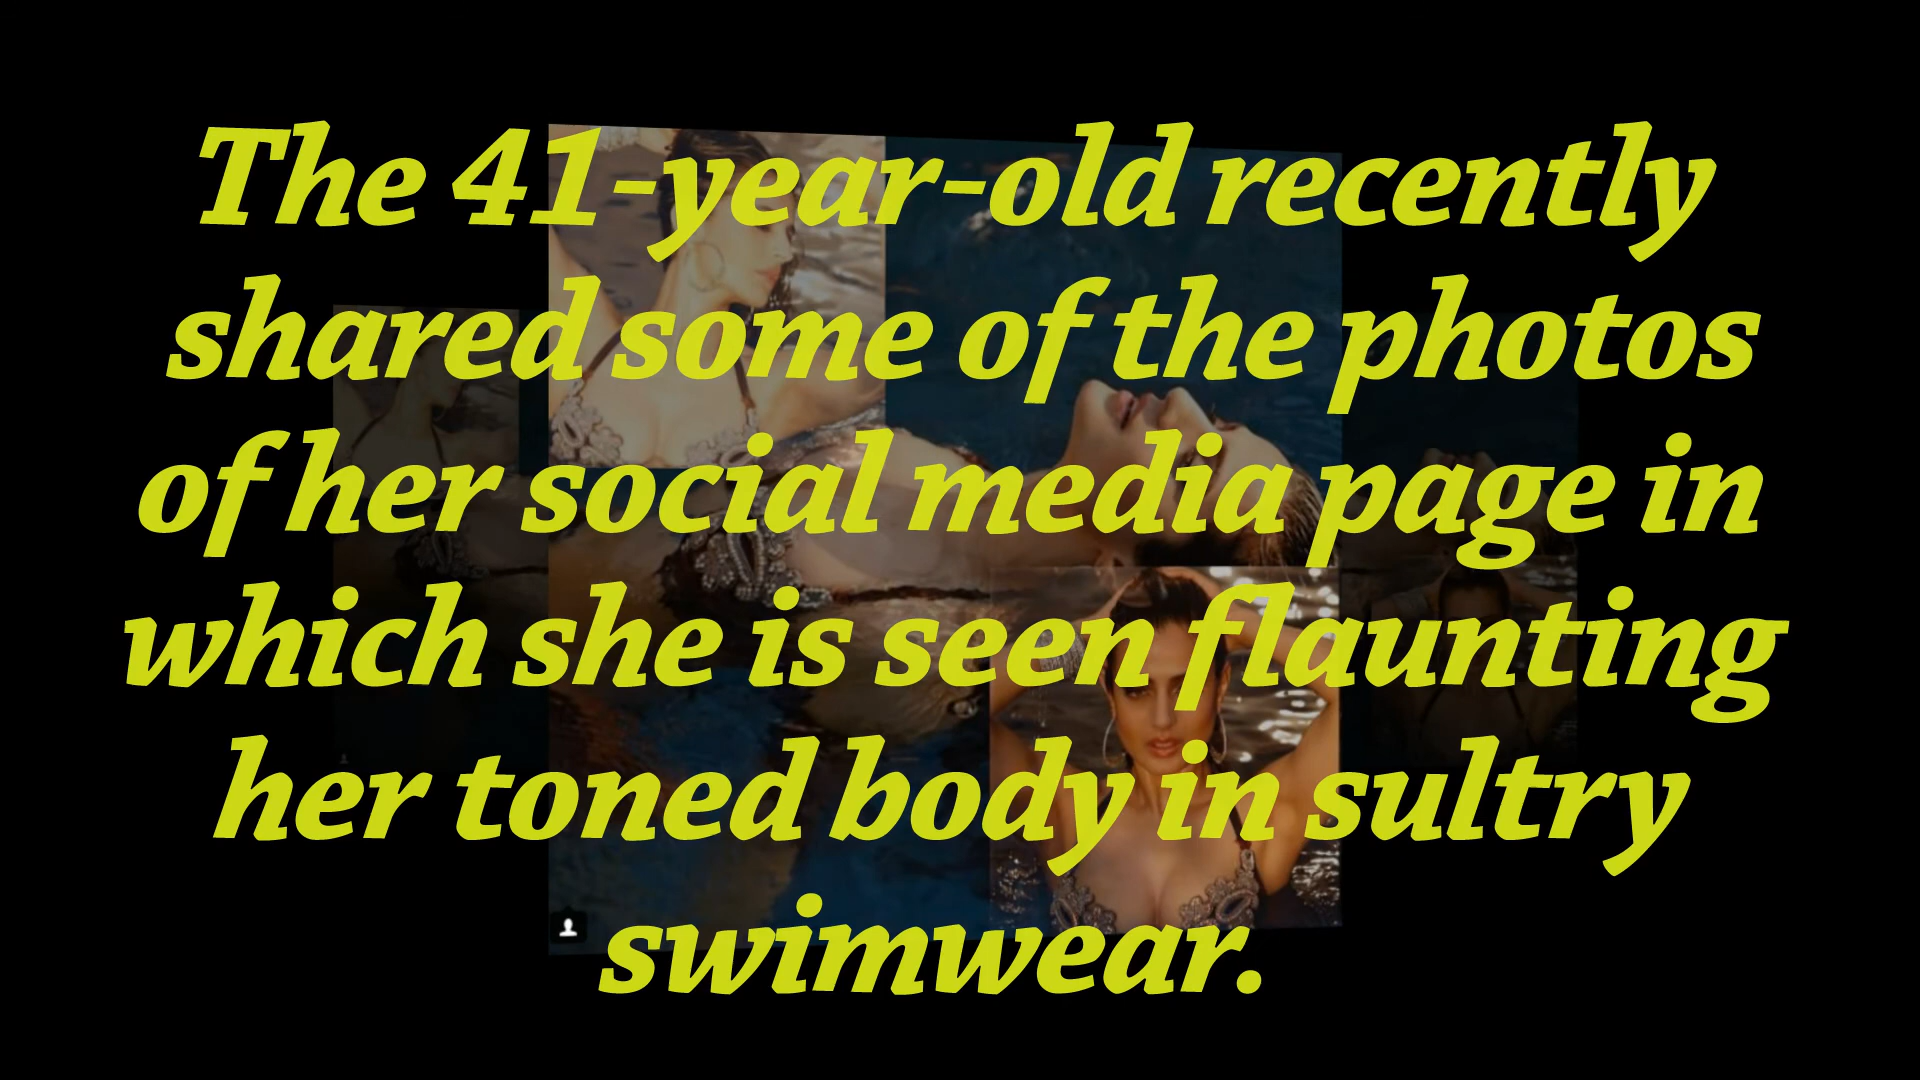 The 41-year-old recently
shared some of the photos
of her social media page in
which she is seen flaunting
her toned body in sultry
swimwear.